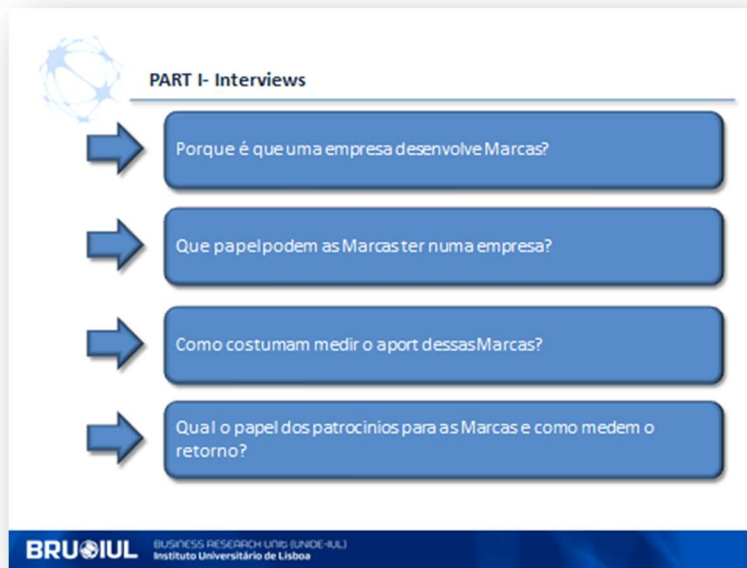 PART I- Interviews
Porque é que uma empresa desenvolve Marcas?
Que papel podem as Marcas ter numa empresa?
Como costumam medir o aport dessas Marcas?
Qual o papel dos patrocinios para as Marcas e como medem o
retorno?
BRU IUL BUSINESS RESEARCH UNIT (UNIDE-IUL)
Instituto Universitário de Lisboa